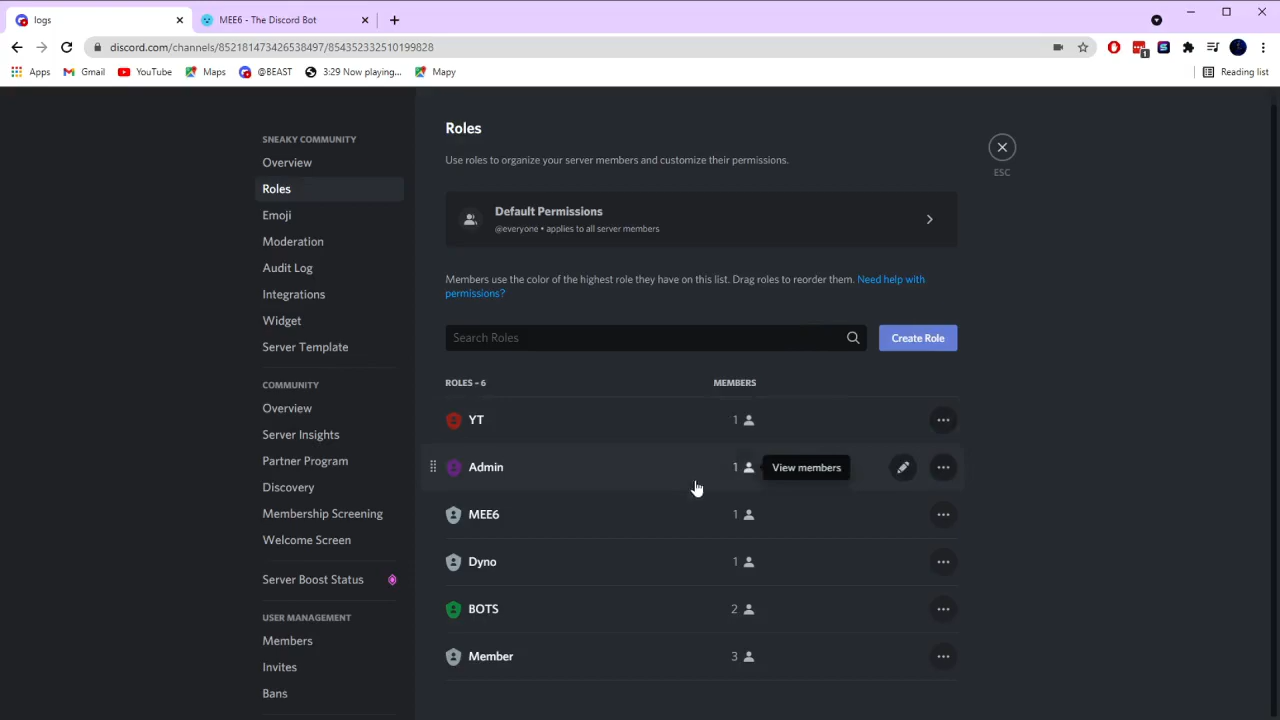 logs
MEE6 - The Discord Bot
discord.com/channels/852181473426538497/854352332510199828
1
Apps
Gmail
YouTube
Maps
@BEAST
3:29 Now playing...
Mapy
Reading list
SNEAKY COMMUNITY
Overview
Roles
Emoji
Moderation
Audit Log
Integrations
Widget
Server Template
COMMUNITY
Overview
Server Insights
Partner Program
Discovery
Membership Screening
Welcome Screen
Server Boost Status
USER MANAGEMENT
Members
Invites
Bans
Roles
Use roles to organize your server members and customize their permissions.
ESC
Default Permissions
@everyone • applies to all server members
Members use the color of the highest role they have on this list. Drag roles to reorder them. Need help with
permissions?
Search Roles
Create Role
ROLES – 6 MEMBERS
YT 1
Admin 1 View members
MEE6 1
Dyno 1
BOTS 2
Member 3